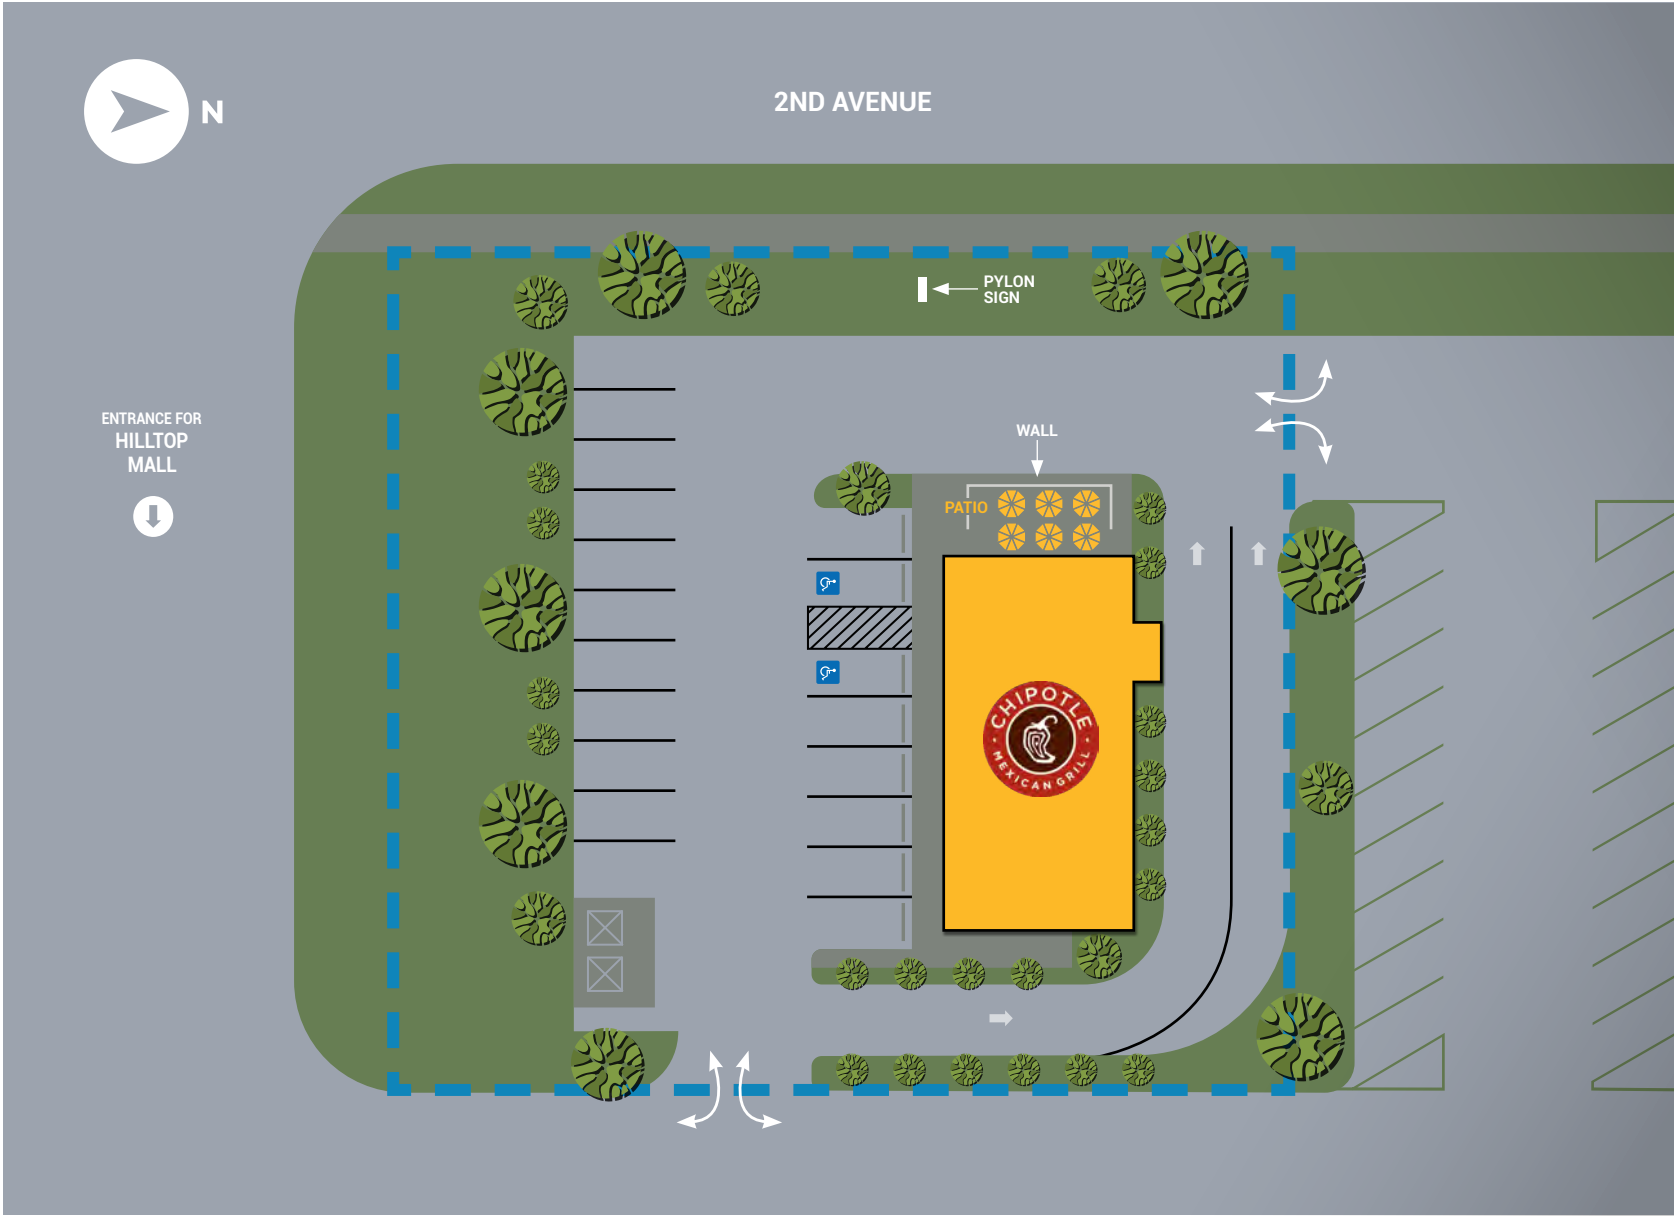 N
2ND AVENUE
PYLON
SIGN
ENTRANCE FOR
HILLTOP
MALL
WALL
PATIO
CHIPOTLE
MEXICAN GRILL